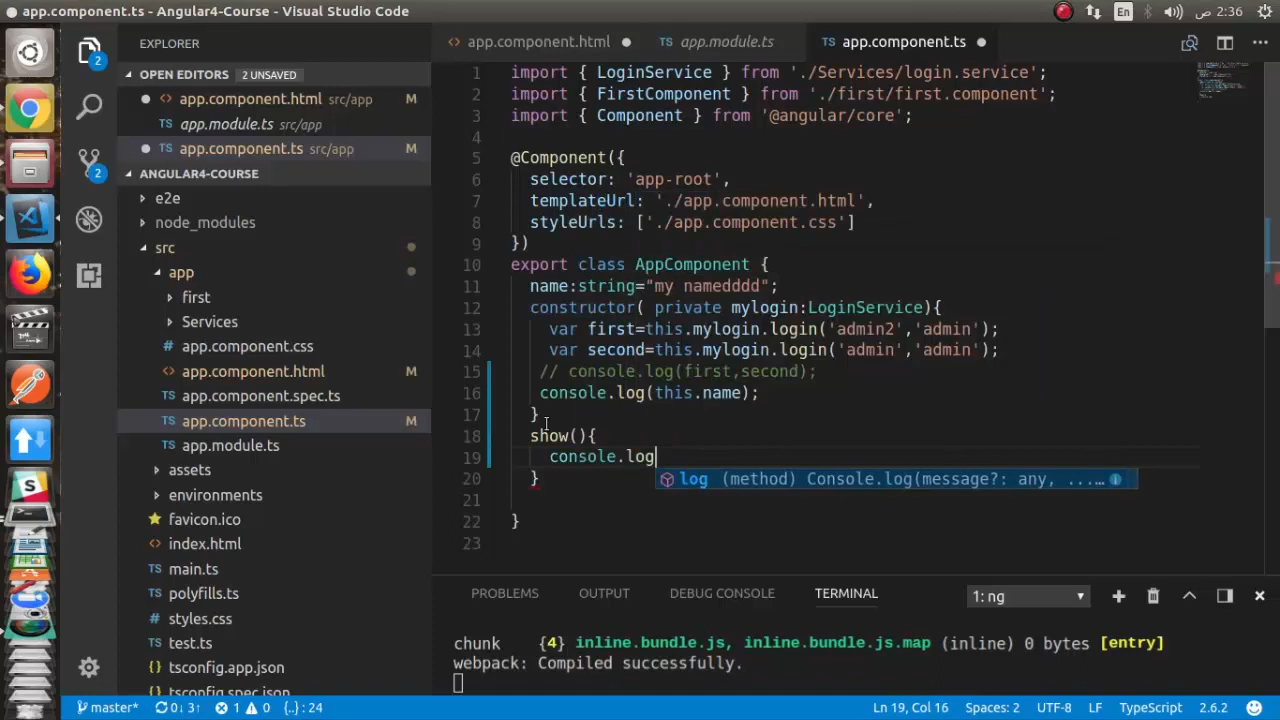 app.component.ts - Angular4-Course - Visual Studio Code
En
2:36 ص
EXPLORER
OPEN EDITORS 2 UNSAVED
app.component.html src/app M
app.module.ts src/app
app.component.ts src/app M
ANGULAR4-COURSE
e2e
node_modules
src
app
first
Services
app.component.css
app.component.html M
app.component.spec.ts
app.component.ts M
app.module.ts
assets
environments
favicon.ico
index.html
main.ts
polyfills.ts
styles.css
test.ts
tsconfig.app.json
tsconfig.spec.json
2
2
app.component.html
app.module.ts
app.component.ts
1 import { LoginService } from './Services/login.service';
2 import { FirstComponent } from './first/first.component';
3 import { Component } from '@angular/core';
4
5 @Component({
6 selector: 'app-root',
7 templateUrl: './app.component.html',
8 styleUrls: ['./app.component.css']
9 })
10 export class AppComponent {
11 name:string="my namedddd";
12 constructor( private mylogin:LoginService){
13 var first=this.mylogin.login('admin2','admin');
14 var second=this.mylogin.login('admin','admin');
15 // console.log(first,second);
16 console.log(this.name);
17 }
18 show(){
19 console.log
log (method) Console.log(message?: any, ...…
20 }
21
22 }
23
PROBLEMS OUTPUT DEBUG CONSOLE TERMINAL 1: ng
chunk {4} inline.bundle.js, inline.bundle.js.map (inline) 0 bytes [entry]
webpack: Compiled successfully.
master* 0↓ 3↑ 1 0 {..} : 24 Ln 19, Col 16 Spaces: 2 UTF-8 LF TypeScript 2.6.2